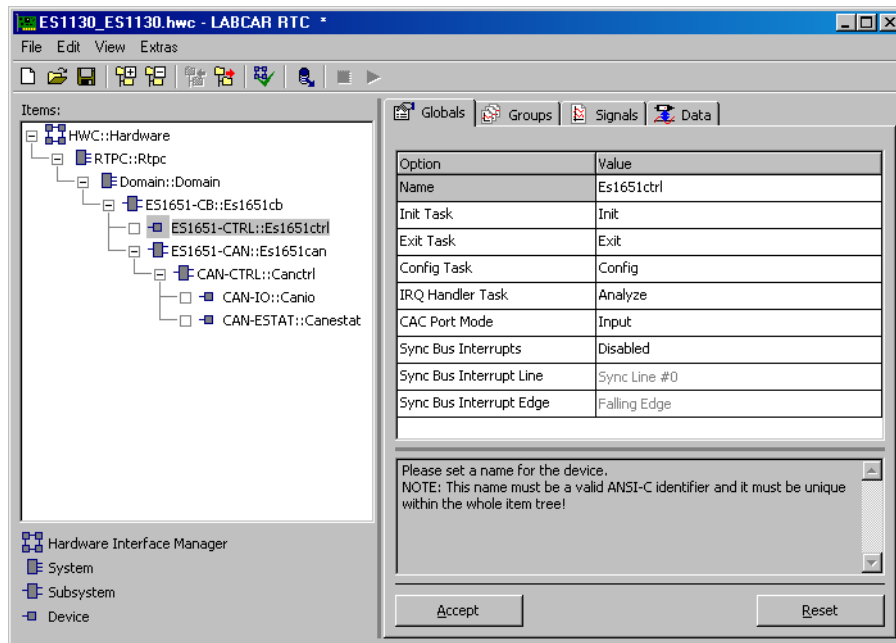 ES1130_ES1130.hwc - LABCAR RTC *
File Edit View Extras
Items:
HWC::Hardware
RTPC::Rtpc
Domain::Domain
ES1651-CB::Es1651cb
ES1651-CTRL::Es1651ctrl
ES1651-CAN::Es1651can
CAN-CTRL::Canctrl
CAN-IO::Canio
CAN-ESTAT::Canestat
Hardware Interface Manager
System
Subsystem
Device
Globals Groups Signals Data
Option Value
Name Es1651ctrl
Init Task Init
Exit Task Exit
Config Task Config
IRQ Handler Task Analyze
CAC Port Mode Input
Sync Bus Interrupts Disabled
Sync Bus Interrupt Line Sync Line #0
Sync Bus Interrupt Edge Falling Edge
Please set a name for the device.
NOTE: This name must be a valid ANSI-C identifier and it must be unique
within the whole item tree!
Accept Reset